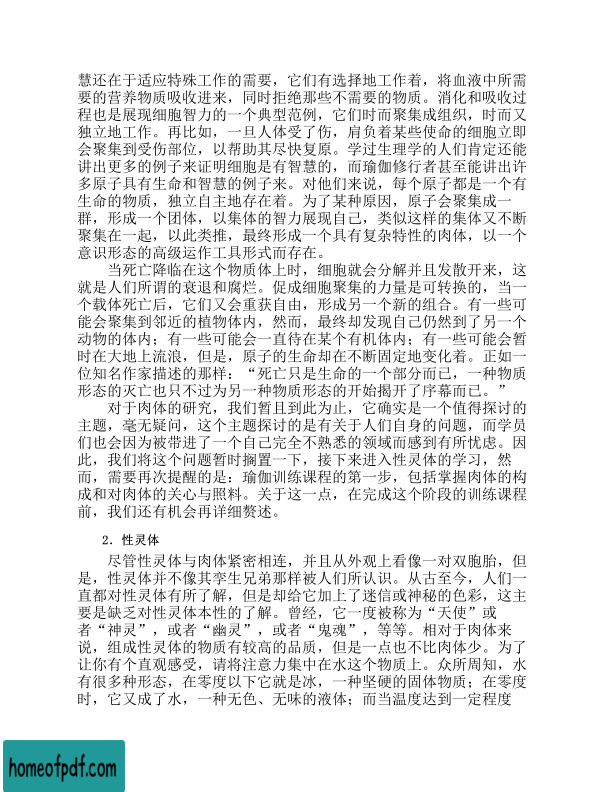 慧还在于适应特殊工作的需要，它们有选择地工作着，将血液中所需
要的营养物质吸收进来，同时拒绝那些不需要的物质。消化和吸收过
程也是展现细胞智力的一个典型范例，它们时而聚集成组织，时而又
独立地工作。再比如，一旦人体受了伤，肩负着某些使命的细胞立即
会聚集到受伤部位，以帮助其尽快复原。学过生理学的人们肯定还能
讲出更多的例子来证明细胞是有智慧的，而瑜伽修行者甚至能讲出许
多原子具有生命和智慧的例子来。对他们来说，每个原子都是一个有
生命的物质，独立自主地存在着。为了某种原因，原子会聚集成一
群，形成一个团体，以集体的智力展现自己，类似这样的集体又不断
聚集在一起，以此类推，最终形成一个具有复杂特性的肉体，以一个
意识形态的高级运作工具形式而存在。
当死亡降临在这个物质体上时，细胞就会分解并且发散开来，这
就是人们所谓的衰退和腐烂。促成细胞聚集的力量是可转换的，当一
个载体死亡后，它们又会重获自由，形成另一个新的组合。有一些可
能会聚集到邻近的植物体内，然而，最终却发现自己仍然到了另一个
动物的体内；有一些可能会一直待在某个有机体内；有一些可能会暂
时在大地上流浪，但是，原子的生命却在不断固定地变化着。正如一
位知名作家描述的那样：“死亡只是生命的一个部分而已，一种物质
形态的灭亡也只不过为另一种物质形态的开始揭开了序幕而已。”
对于肉体的研究，我们暂且到此为止，它确实是一个值得探讨的
主题，毫无疑问，这个主题探讨的是有关于人们自身的问题，而学员
们也会因为被带进了一个自己完全不熟悉的领域而感到有所忧虑。因
此，我们将这个问题暂时搁置一下，接下来进入性灵体的学习，然
而，需要再次提醒的是：瑜伽训练课程的第一步，包括掌握肉体的构
成和对肉体的关心与照料。关于这一点，在完成这个阶段的训练课程
前，我们还有机会再详细赘述。
2．性灵体
尽管性灵体与肉体紧密相连，并且从外观上看像一对双胞胎，但
是，性灵体并不像其孪生兄弟那样被人们所认识。从古至今，人们一
直都对性灵体有所了解，但是却给它加上了迷信或神秘的色彩，这主
要是缺乏对性灵体本性的了解。曾经，它一度被称为“天使”或
者“神灵”，或者“幽灵”，或者“鬼魂”，等等。相对于肉体来
说，组成性灵体的物质有较高的品质，但是一点也不比肉体少。为了
让你有个直观感受，请将注意力集中在水这个物质上。众所周知，水
有很多种形态，在零度以下它就是冰，一种坚硬的固体物质；在零度
时，它又成了水，一种无色、无味的液体；而当温度达到一定程度
homeofpdf.com